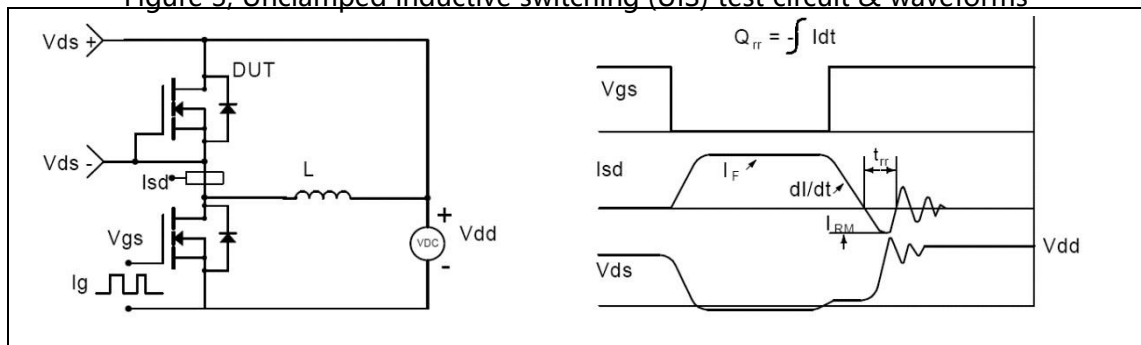 Figure 3, Unclamped inductive switching (UIS) test circuit & waveforms
Vds +
DUT
Vds -
Isd
L
Vgs
+
VDC
Vdd
-
Ig
Qrr = -∫ Idt
Vgs
Isd
IF
dI/dt
trr
IRM
Vdd
Vds